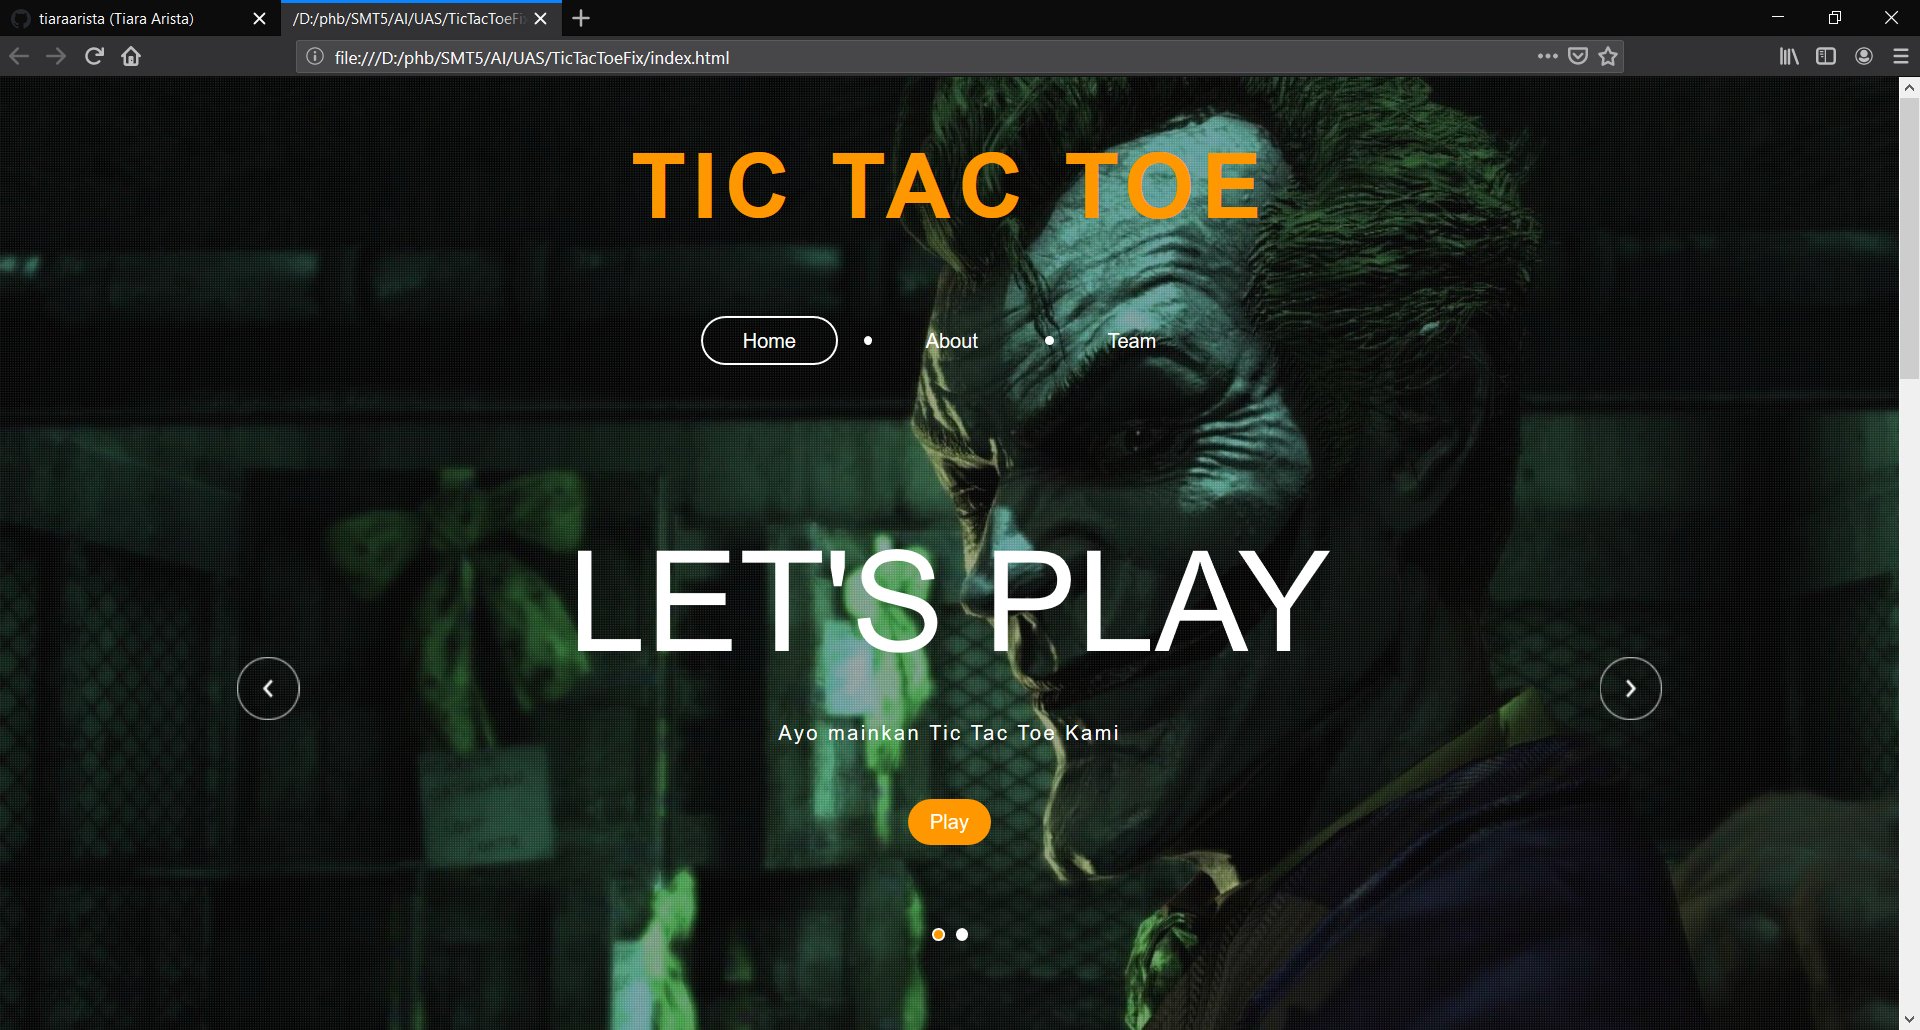 tiaraarista (Tiara Arista)
/D:/phb/SMT5/AI/UAS/TicTacToeFi
file:///D:/phb/SMT5/AI/UAS/TicTacToeFix/index.html
TIC TAC TOE
Home
About
Team
LET'S PLAY
Ayo mainkan Tic Tac Toe Kami
Play